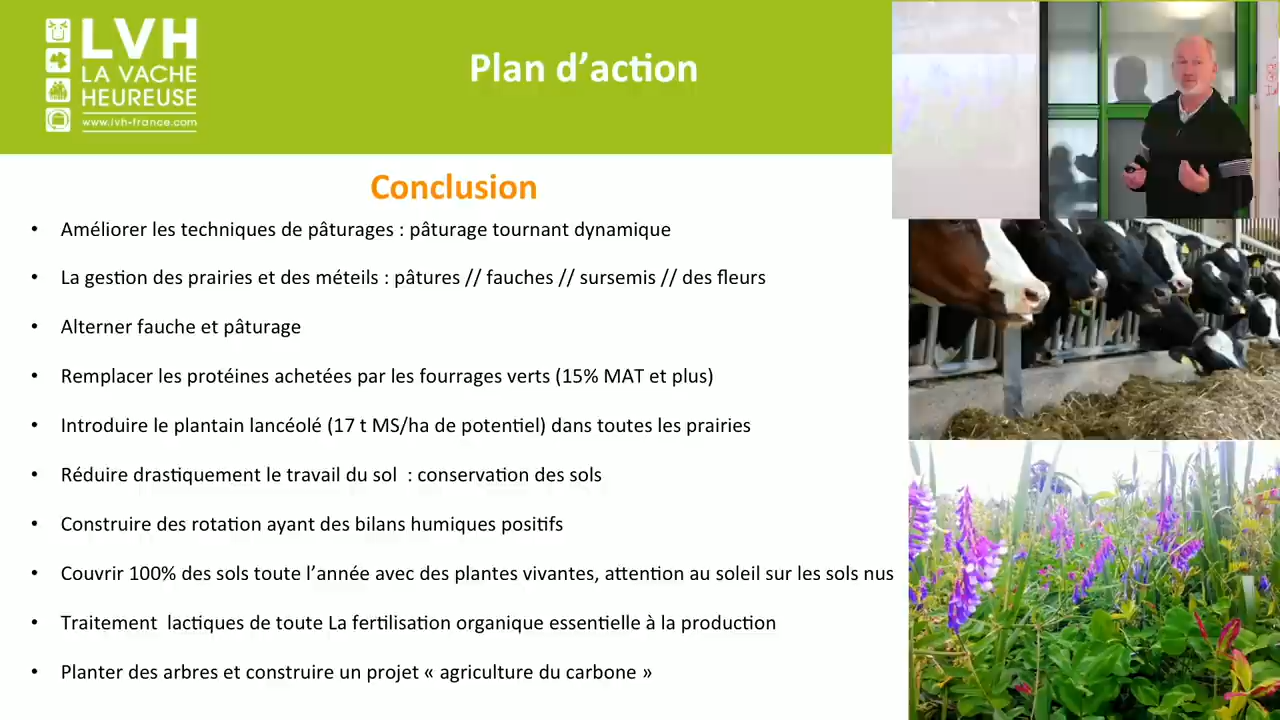 LVH
LA VACHE
HEUREUSE
www.lvh-france.com
Plan d’action
Conclusion
• Améliorer les techniques de pâturages : pâturage tournant dynamique
• La gestion des prairies et des méteils : pâtures // fauches // sursemis // des fleurs
• Alterner fauche et pâturage
• Remplacer les protéines achetées par les fourrages verts (15% MAT et plus)
• Introduire le plantain lancéolé (17 t MS/ha de potentiel) dans toutes les prairies
• Réduire drastiquement le travail du sol : conservation des sols
• Construire des rotation ayant des bilans humiques positifs
• Couvrir 100% des sols toute l’année avec des plantes vivantes, attention au soleil sur les sols nus
• Traitement lactiques de toute La fertilisation organique essentielle à la production
• Planter des arbres et construire un projet « agriculture du carbone »